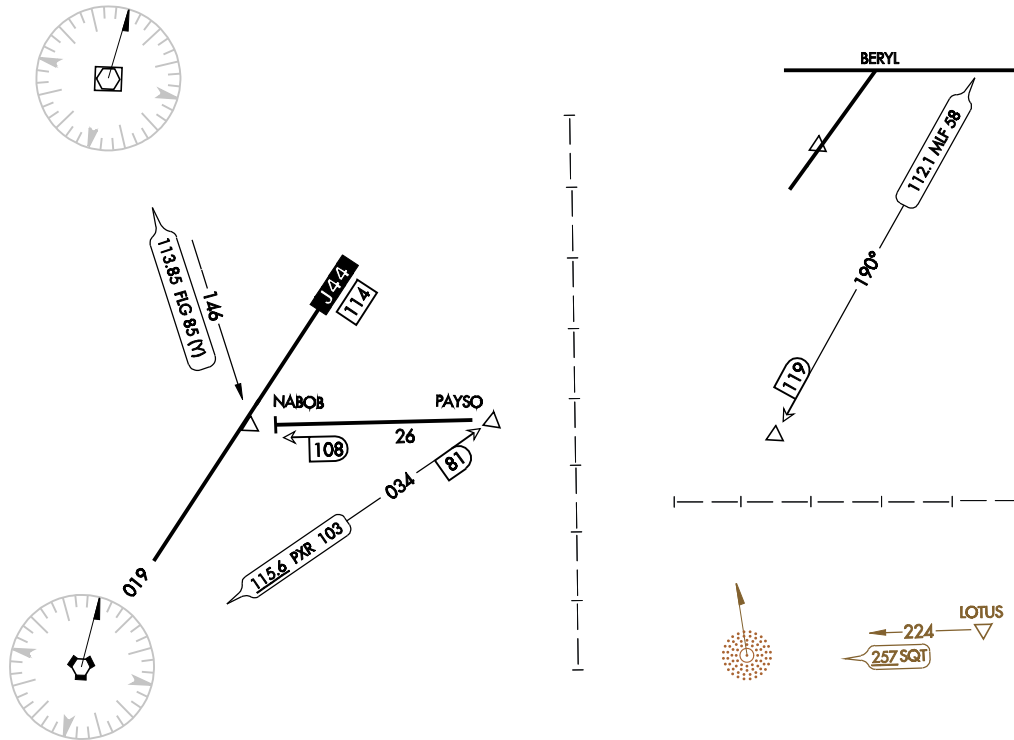 BERYL
112.1 MLF 58
190°
119
113.85 FLG 85 (Y)
146
J44
114
NABOB
PAYSO
26
108
81
034
115.6 PXR 103
019
LOTUS
224
257 SQT